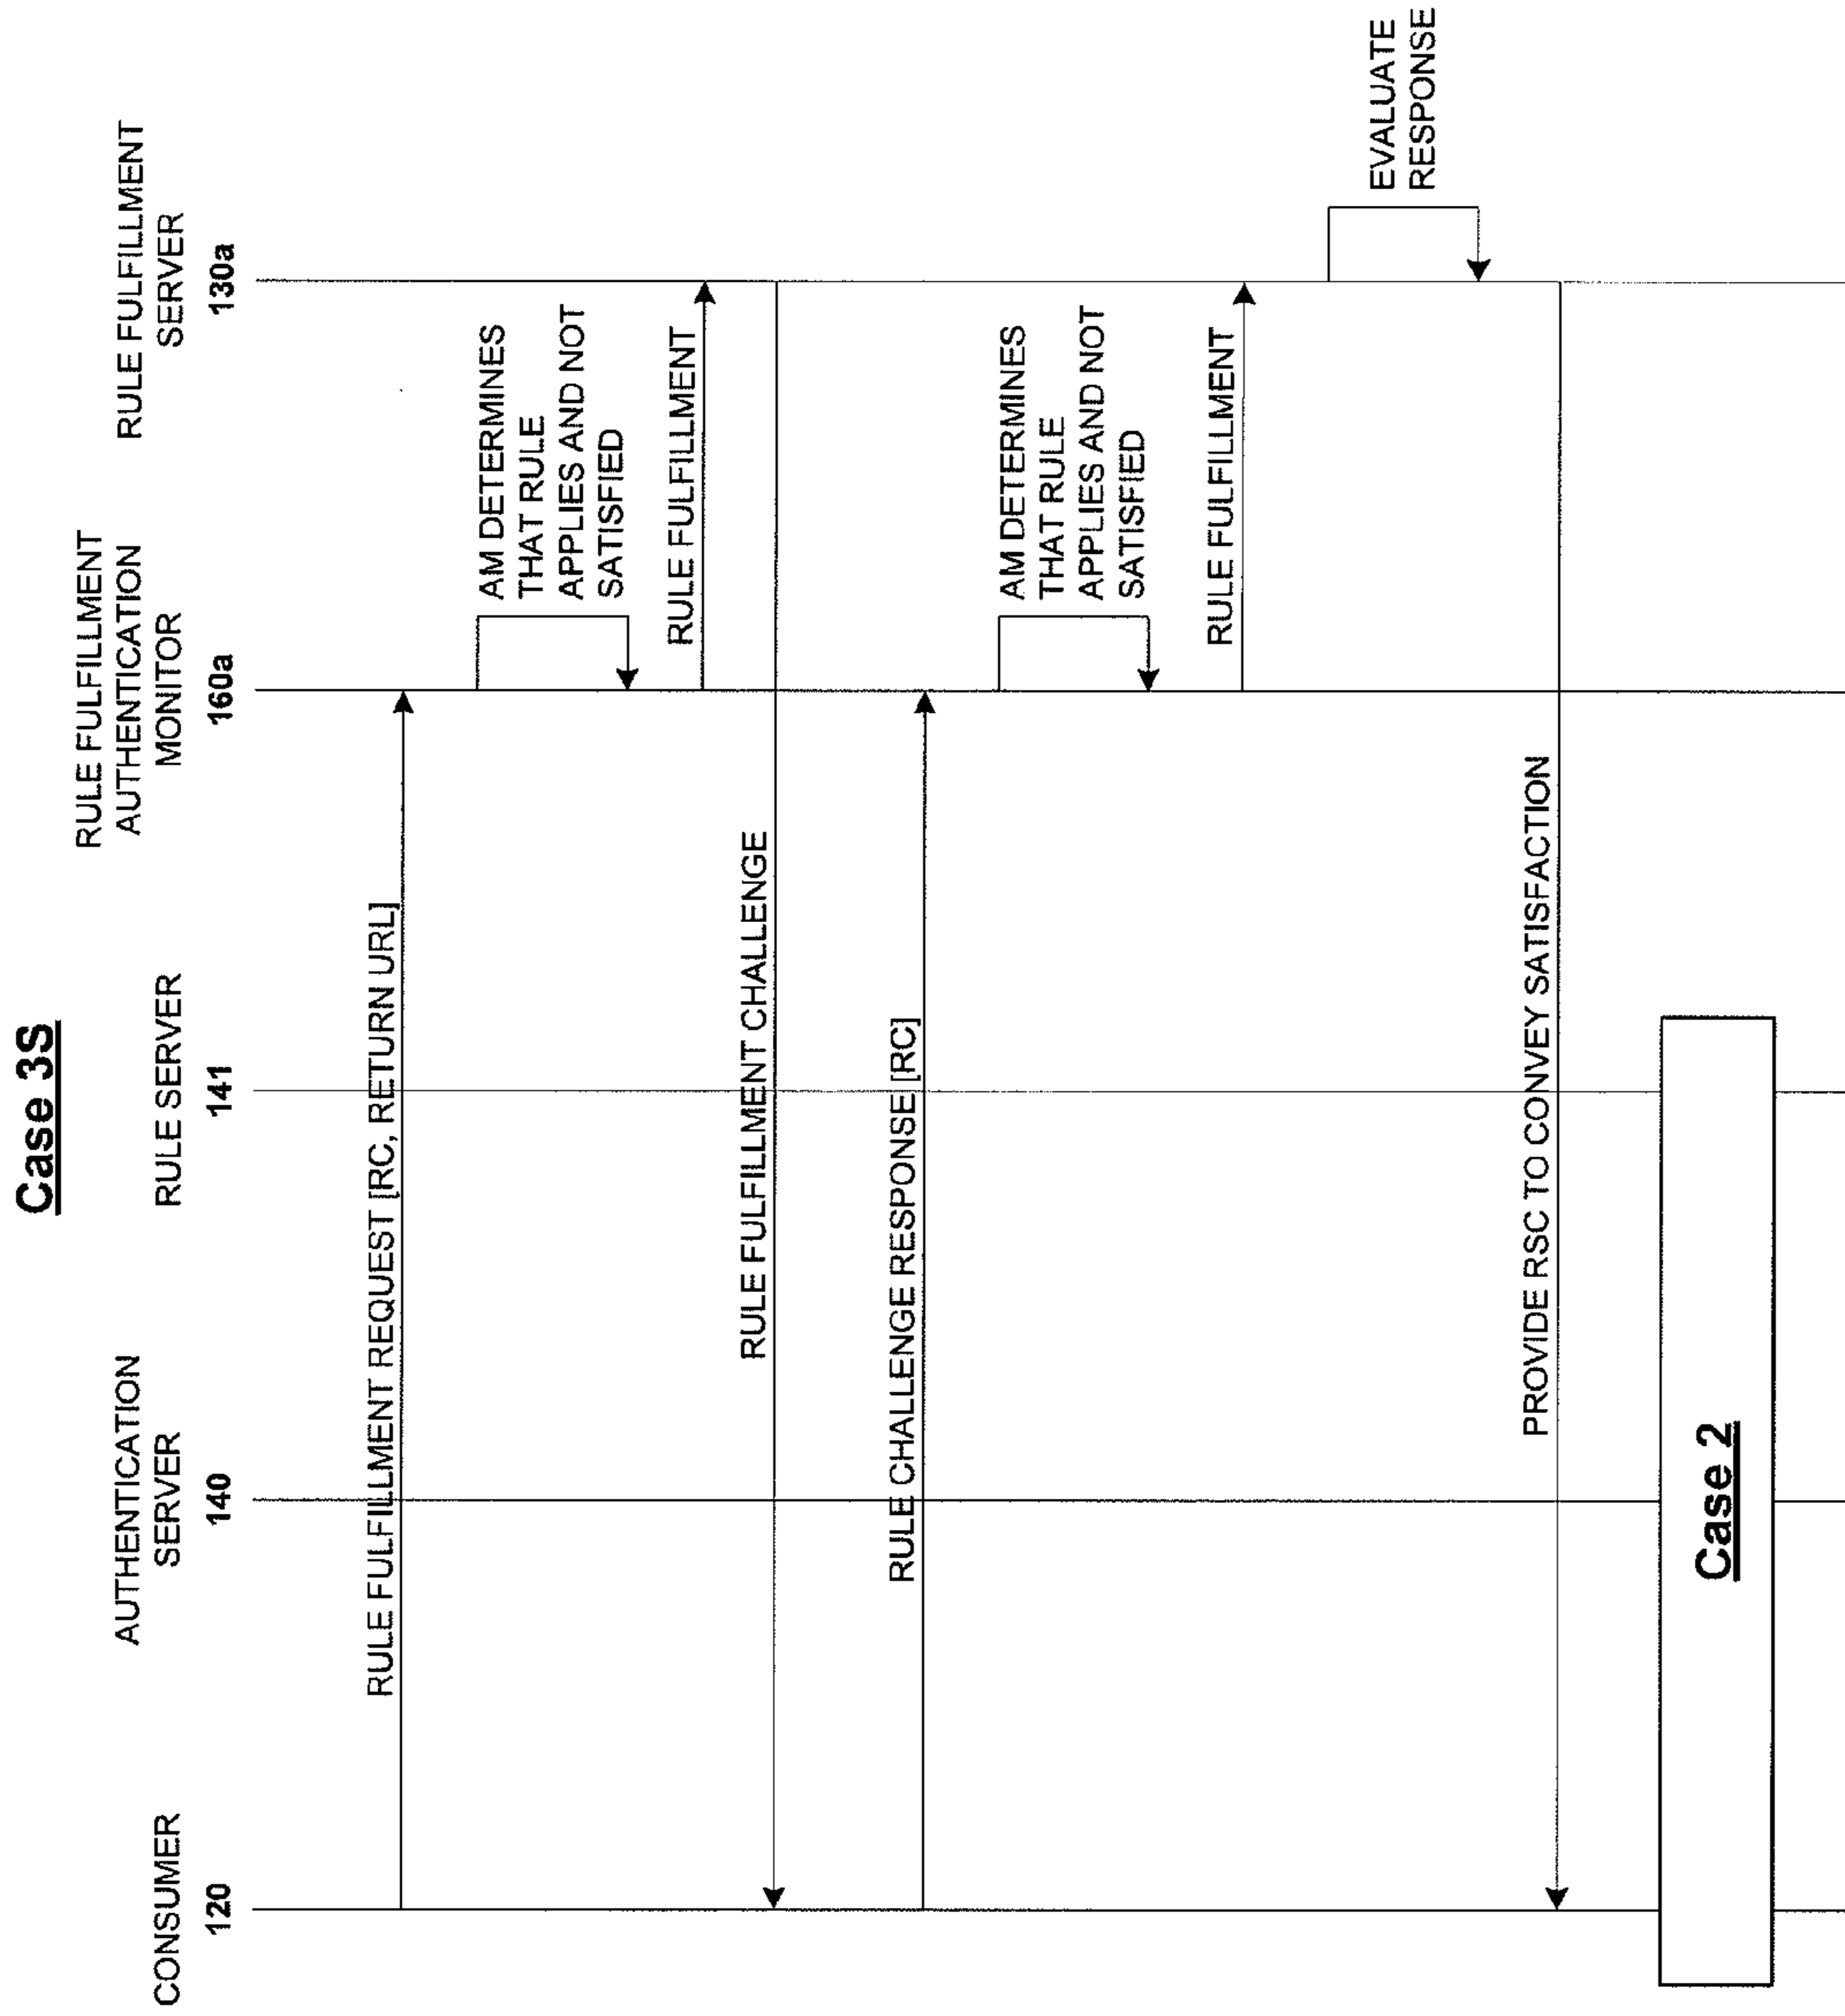 Case 3S
CONSUMER
120
AUTHENTICATION
SERVER
140
RULE SERVER
141
RULE FULFILLMENT
AUTHENTICATION
MONITOR
160a
RULE FULFILLMENT
SERVER
130a
RULE FULFILLMENT REQUEST [RC, RETURN URL]
AM DETERMINES
THAT RULE
APPLIES AND NOT
SATISFIED
RULE FULFILLMENT
RULE FULFILLMENT CHALLENGE
RULE CHALLENGE RESPONSE [RC]
AM DETERMINES
THAT RULE
APPLIES AND NOT
SATISFIED
RULE FULFILLMENT
EVALUATE
RESPONSE
PROVIDE RSC TO CONVEY SATISFACTION
Case 2